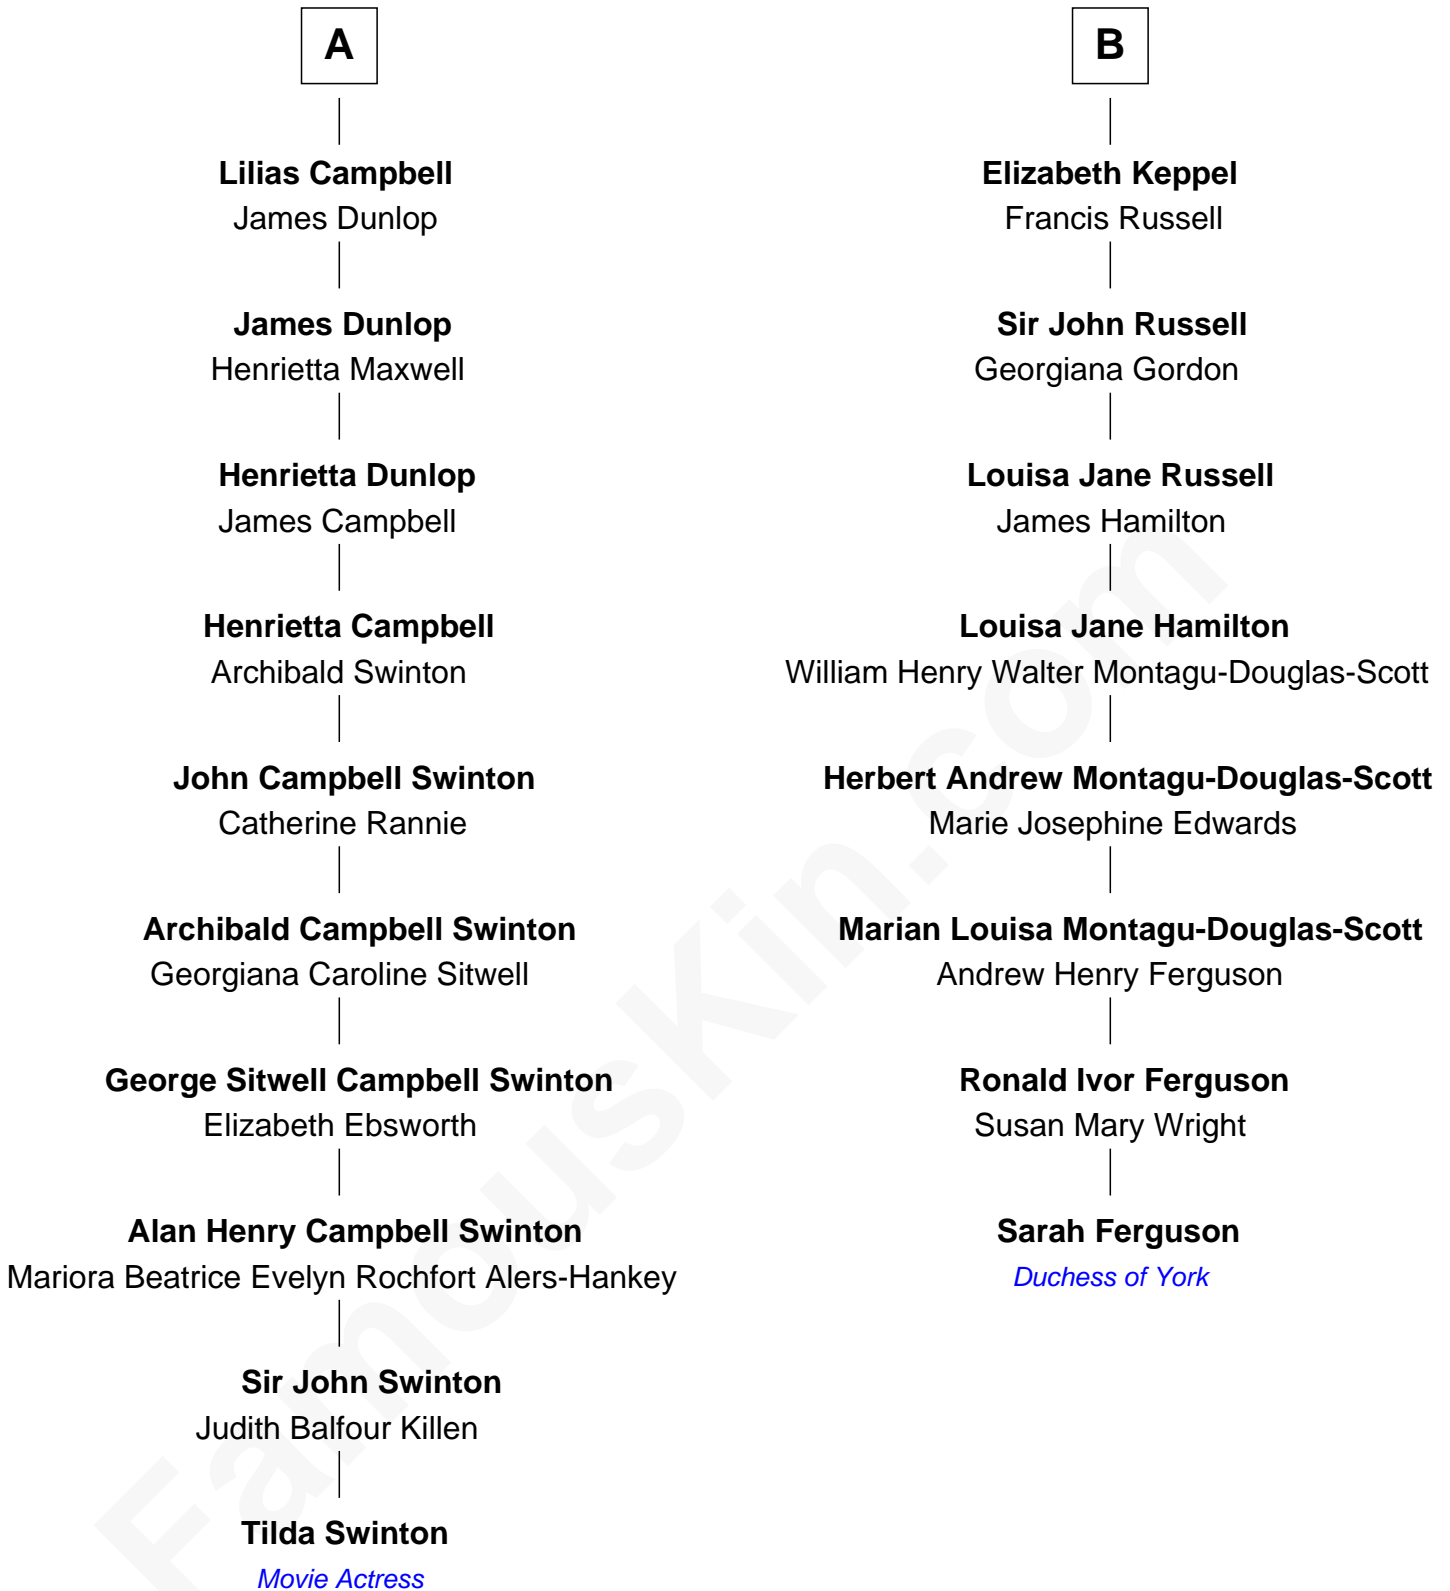 A
Lilias Campbell
James Dunlop
James Dunlop
Henrietta Maxwell
Henrietta Dunlop
James Campbell
Henrietta Campbell
Archibald Swinton
John Campbell Swinton
Catherine Rannie
Archibald Campbell Swinton
Georgiana Caroline Sitwell
George Sitwell Campbell Swinton
Elizabeth Ebsworth
Alan Henry Campbell Swinton
Mariora Beatrice Evelyn Rochfort Alers-Hankey
Sir John Swinton
Judith Balfour Killen
Tilda Swinton
Movie Actress
B
Elizabeth Keppel
Francis Russell
Sir John Russell
Georgiana Gordon
Louisa Jane Russell
James Hamilton
Louisa Jane Hamilton
William Henry Walter Montagu-Douglas-Scott
Herbert Andrew Montagu-Douglas-Scott
Marie Josephine Edwards
Marian Louisa Montagu-Douglas-Scott
Andrew Henry Ferguson
Ronald Ivor Ferguson
Susan Mary Wright
Sarah Ferguson
Duchess of York
FamousKin.com